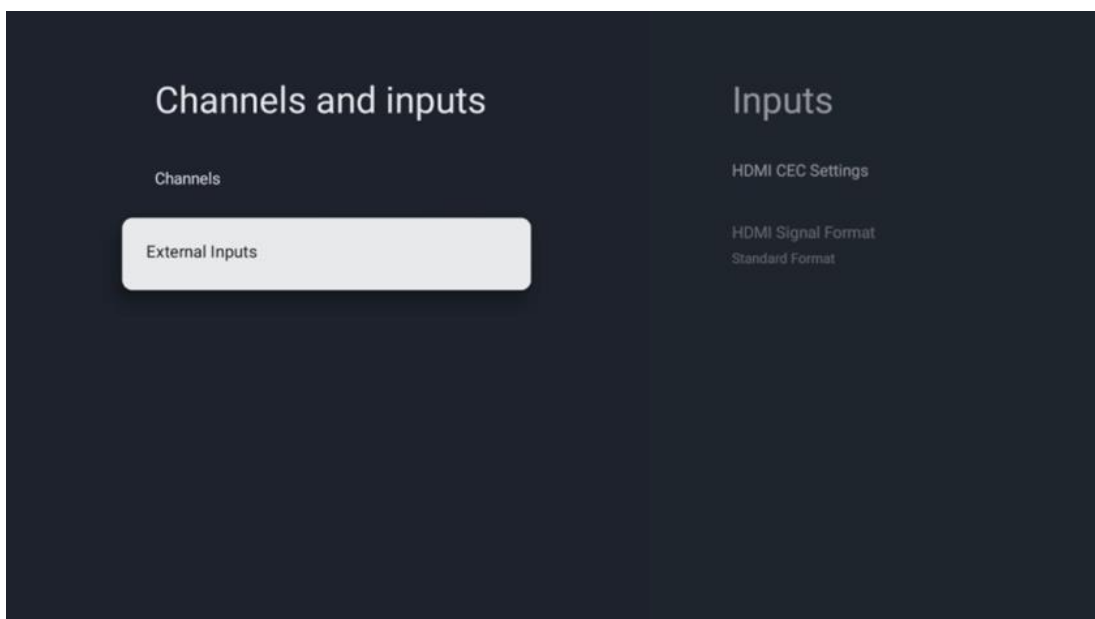 Channels and inputs
Channels
External Inputs
Inputs
HDMI CEC Settings
HDMI Signal Format
Standard Format